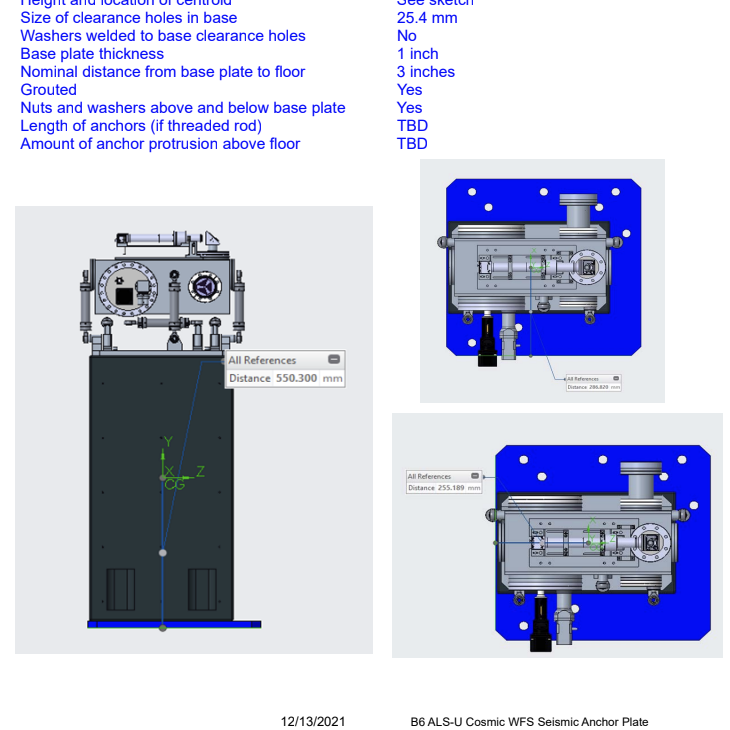 Height and location of centroid See sketch
Size of clearance holes in base 25.4 mm
Washers welded to base clearance holes No
Base plate thickness 1 inch
Nominal distance from base plate to floor 3 inches
Grouted Yes
Nuts and washers above and below base plate Yes
Length of anchors (if threaded rod) TBD
Amount of anchor protrusion above floor TBD
All References
Distance 286.820 mm
All References
Distance 550.300 mm
Y
X Z
CG
All References
Distance 255.189 mm
12/13/2021 B6 ALS-U Cosmic WFS Seismic Anchor Plate